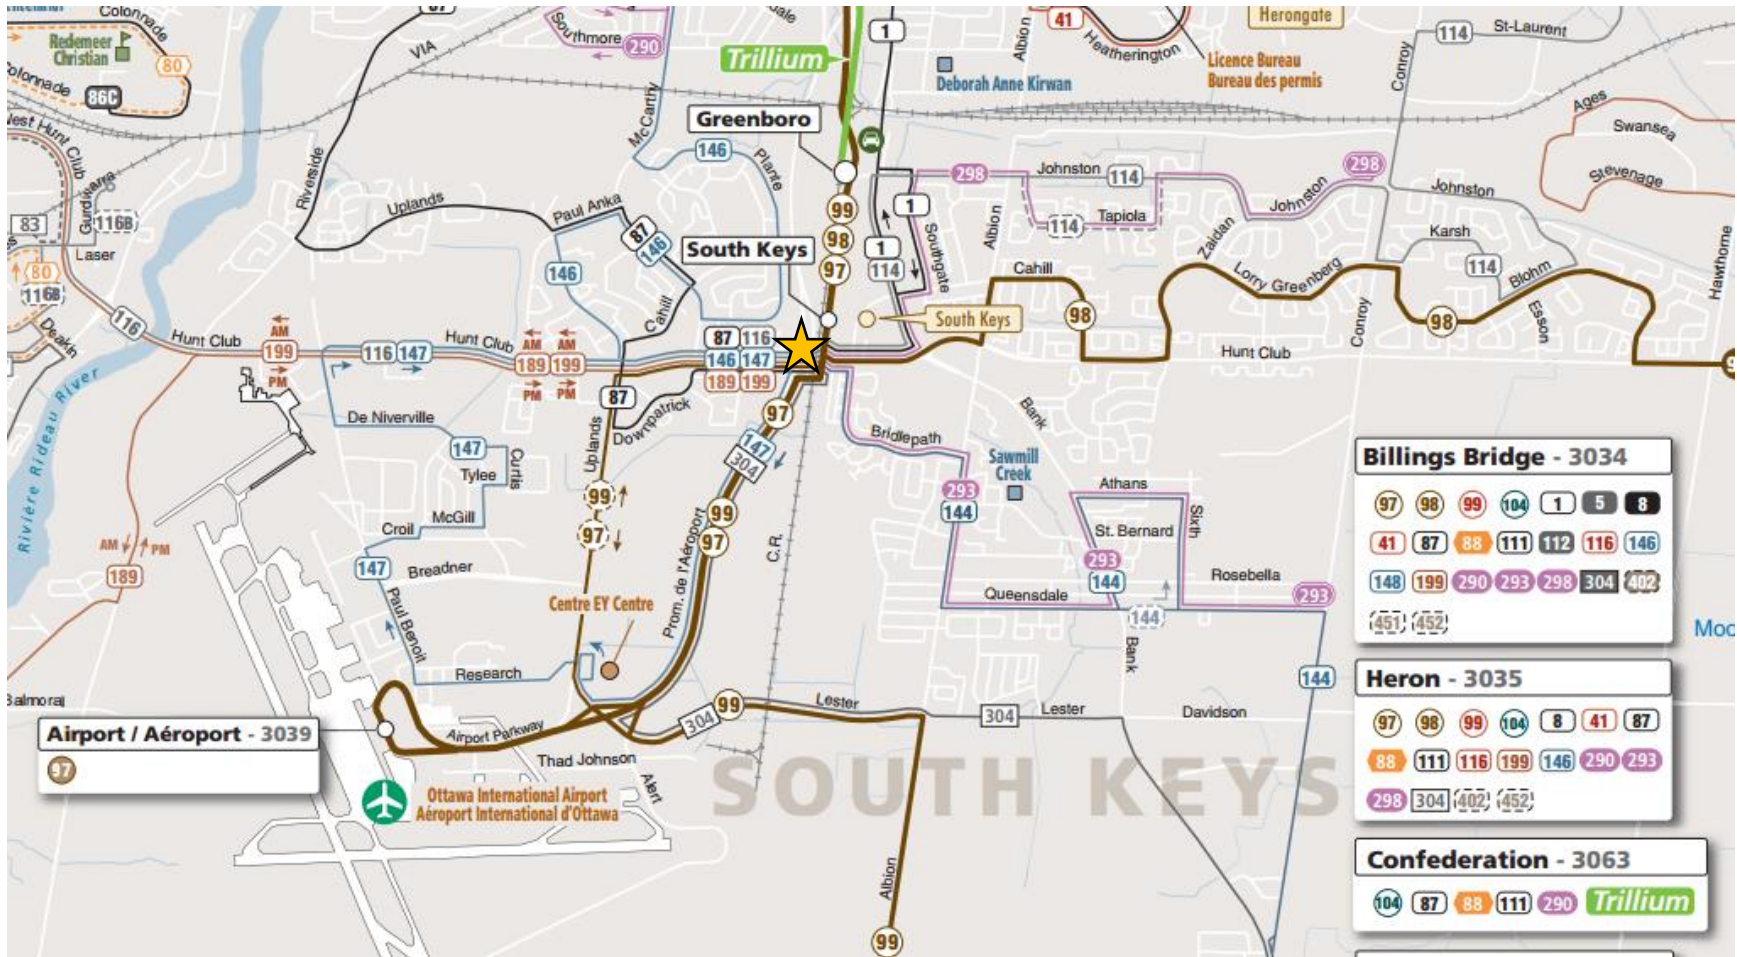 Colonnade
Redemeer
Christian
80
Colonnade
86C
VIA
Southmore
290
McCarthy
Trillium
1
Albion
41
Heatherington
Herongate
Licence Bureau
Bureau des permis
Deborah Anne Kirwan
Conroy
114
St-Laurent
Ages
Swansea
Stevenage
Greenboro
146
Plante
West Hunt Club
Gurdwarra
83
116B
Laser
80
116B
Deakin
Riverside
Uplands
Paul Anka
87
146
146
Cahill
South Keys
99
98
97
1
1
114
Southgate
298
Johnston
114
Albion
Tapiola
114
298
Johnston
Zaidan
Johnston
Karsh
114
Blohm
Hawthorne
Cahill
98
Lorry Greenberg
Conroy
98
Esson
South Keys
Hunt Club
116
Hunt Club
AM
199
PM
116 147
Hunt Club
AM AM
189 199
PM PM
87 116
146 147
189 199
87
Downpatrick
Uplands
De Niverville
147
Curtis
Tylee
McGill
Croil
147
Breadner
Paul Benoit
Research
Rivière Rideau River
AM PM
189
97
147
304
99
97
99
97
Prom. de l'Aéroport
C.R.
Centre EY Centre
Bridlepath
Bank
Sawmill
Creek
293
144
Athans
St. Bernard
Sixth
293
144
Queensdale
144
Rosebella
293
Bank
144
Balmoral
Airport / Aéroport - 3039
97
Airport Parkway
Thad Johnson
Alert
304
99
Lester
304
Lester
Davidson
Ottawa International Airport
Aéroport International d'Ottawa
SOUTH KEYS
Albion
99
Billings Bridge - 3034
97 98 99 104 1 5 8
41 87 88 111 112 116 146
148 199 290 293 298 304 402
451 452
Heron - 3035
97 98 99 104 8 41 87
88 111 116 199 146 290 293
298 304 402 452
Confederation - 3063
104 87 88 111 290 Trillium